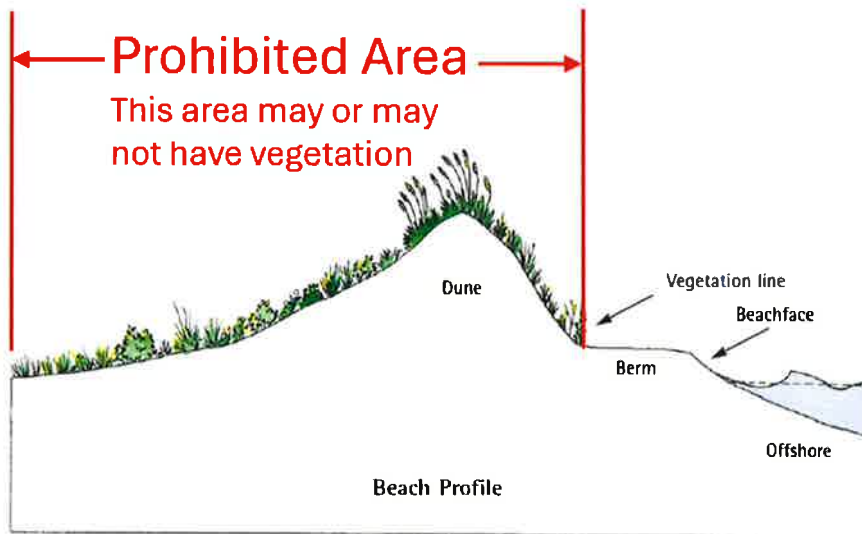 Prohibited Area
This area may or may
not have vegetation
Dune
Vegetation line
Beachface
Berm
Offshore
Beach Profile